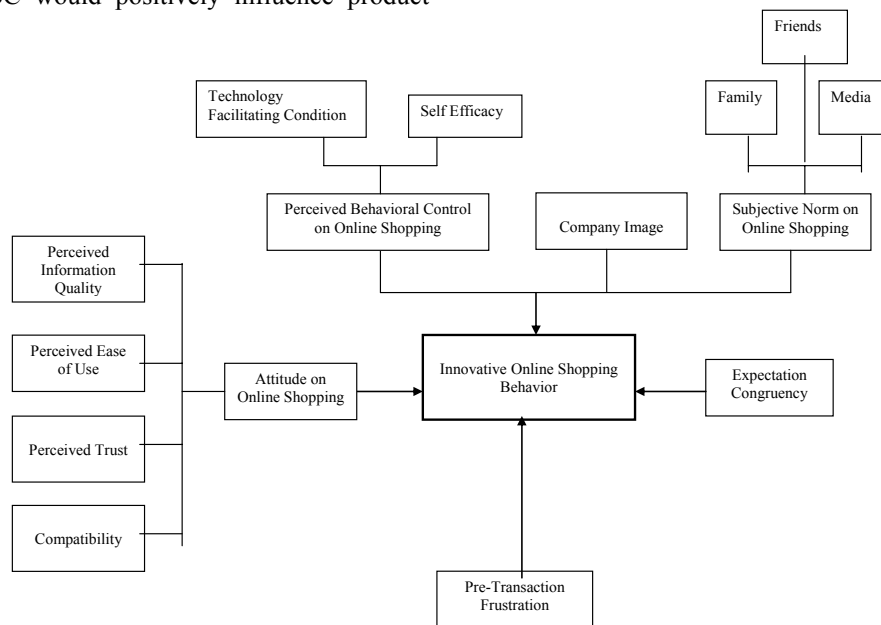 would positively influence product
Friends
Technology
Facilitating Condition
Self Efficacy
Family
Media
Perceived Behavioral Control
on Online Shopping
Company Image
Subjective Norm on
Online Shopping
Perceived
Information
Quality
Perceived Ease
of Use
Attitude on
Online Shopping
Innovative Online Shopping
Behavior
Expectation
Congruency
Perceived Trust
Compatibility
Pre-Transaction
Frustration